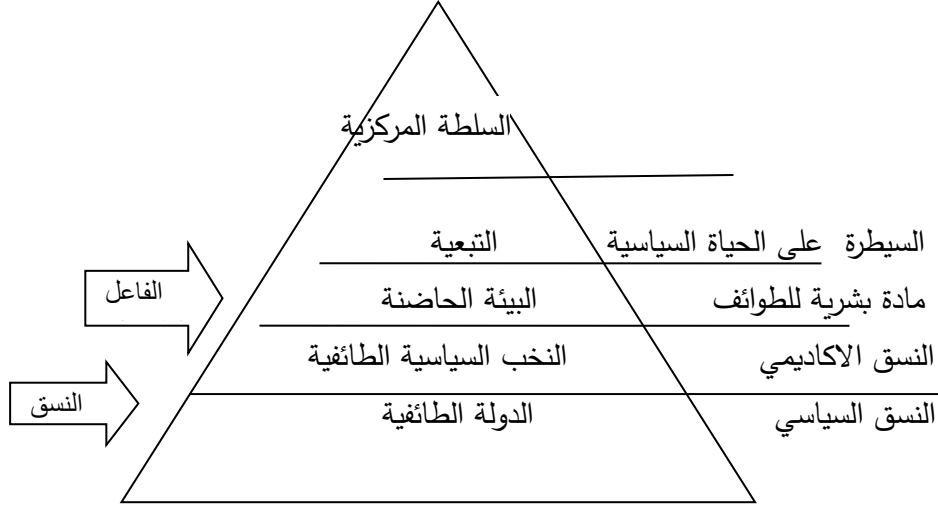 السلطة المركزية
السيطرة على الحياة السياسية
التبعية
الفاعل
مادة بشرية للطوائف
البيئة الحاضنة
النسق الاكاديمي
النخب السياسية الطائفية
النسق
النسق السياسي
الدولة الطائفية